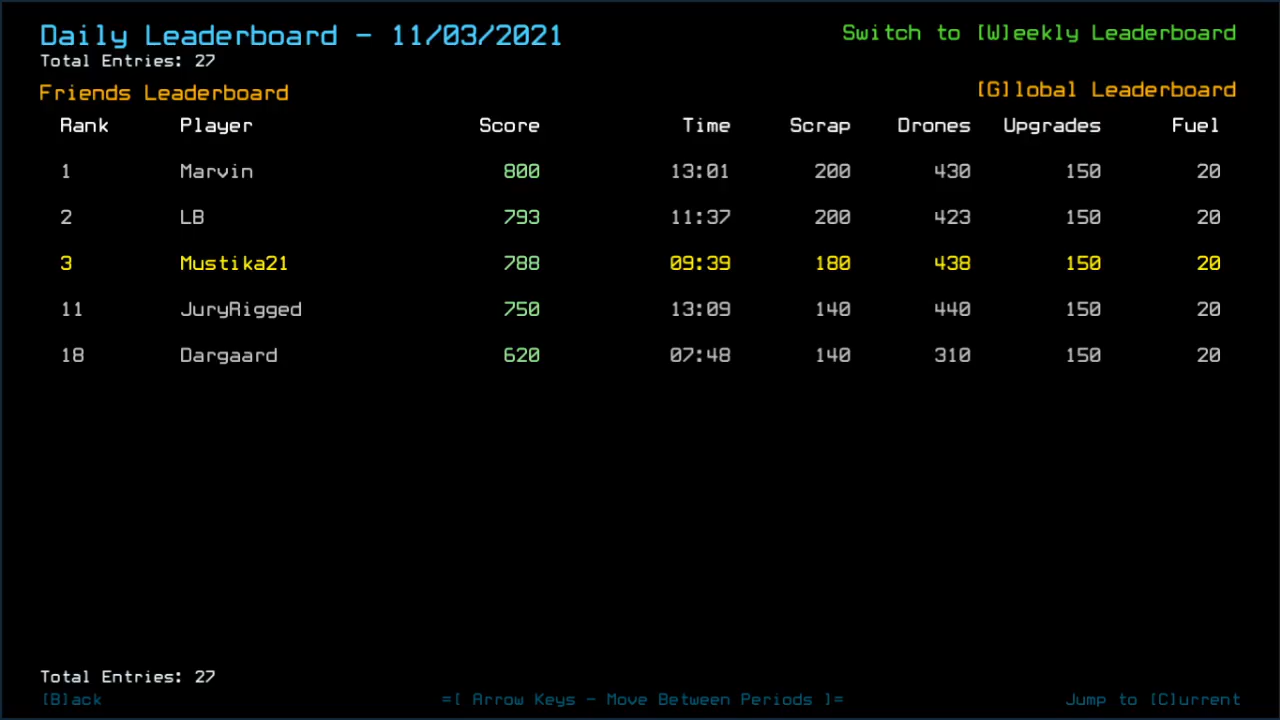 Daily Leaderboard - 11/03/2021 Switch to [W]eekly Leaderboard
Total Entries: 27
Friends Leaderboard [G]lobal Leaderboard
Rank Player Score Time Scrap Drones Upgrades Fuel
1 Marvin 800 13:01 200 430 150 20
2 LB 793 11:37 200 423 150 20
3 Mustika21 788 09:39 180 438 150 20
11 JuryRigged 750 13:09 140 440 150 20
18 Dargaard 620 07:48 140 310 150 20
Total Entries: 27
[B]ack =[ Arrow Keys - Move Between Periods ]= Jump to [C]urrent